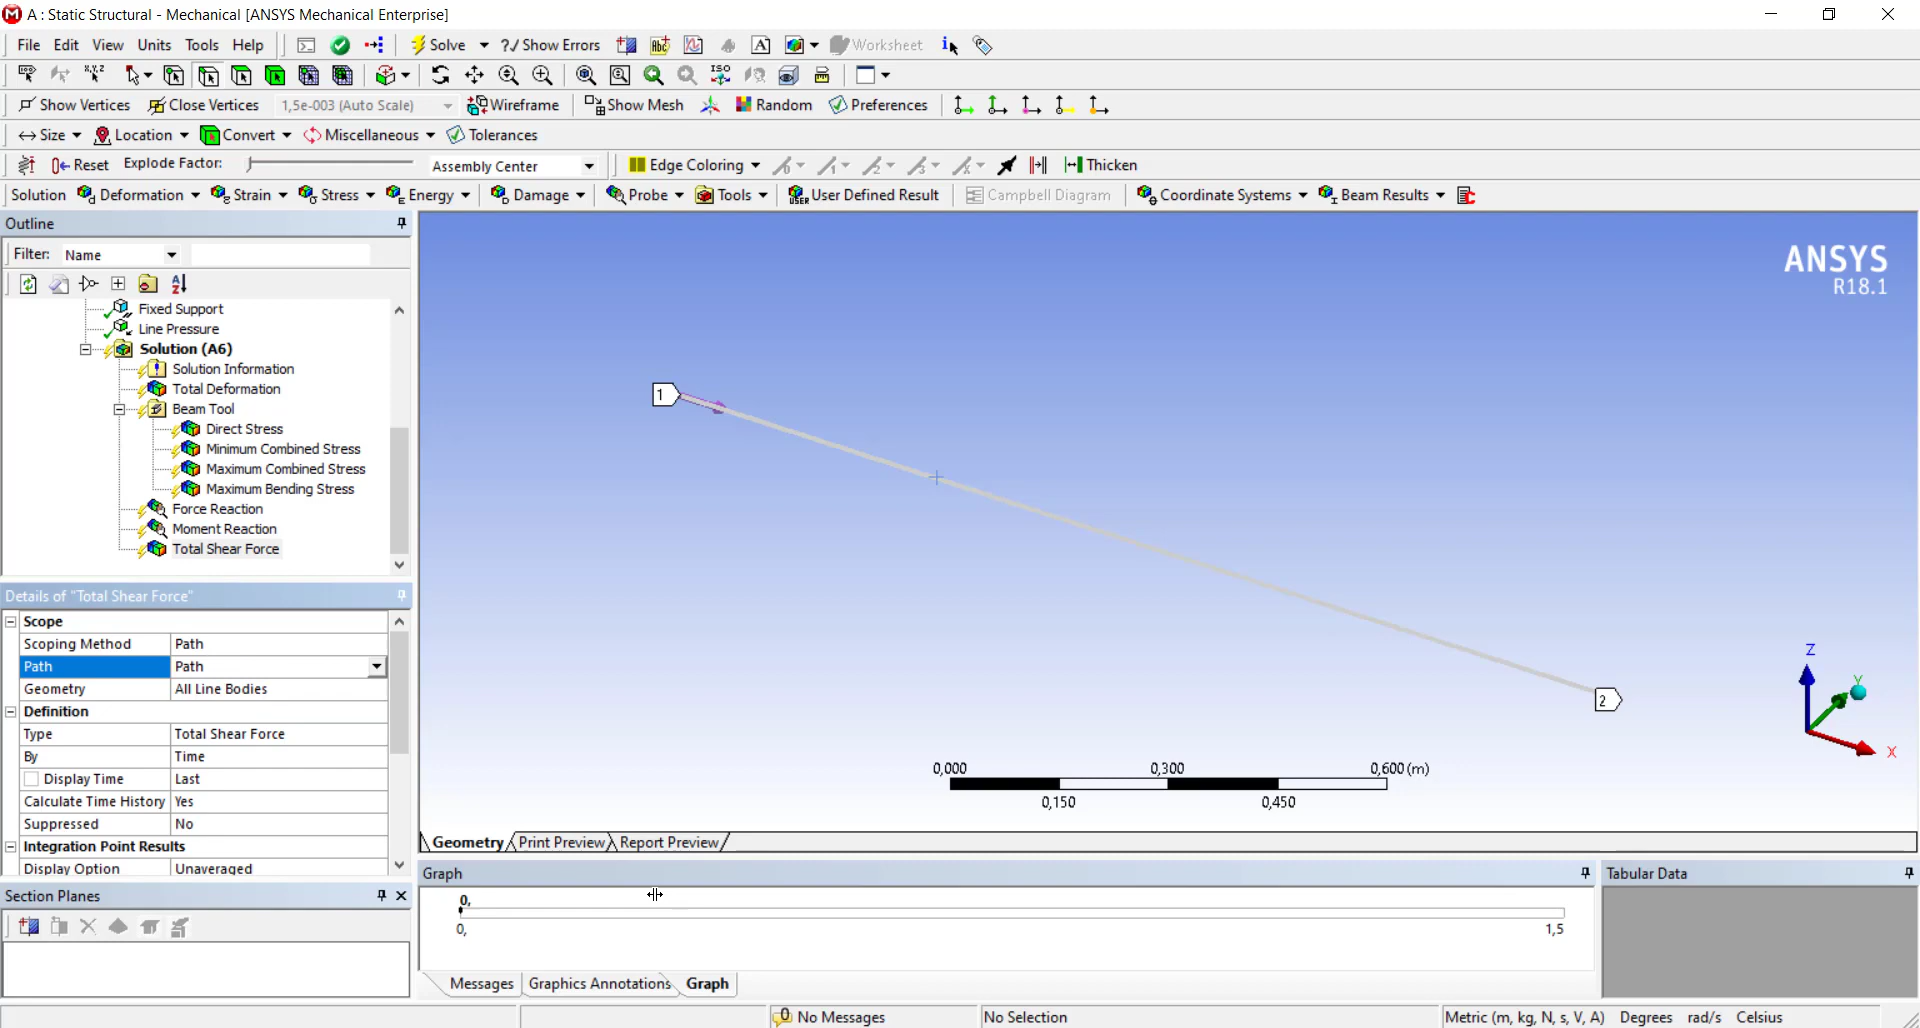 A : Static Structural - Mechanical [ANSYS Mechanical Enterprise]
File Edit View Units Tools Help Solve ?/ Show Errors Worksheet
Show Vertices Close Vertices 1,5e-003 (Auto Scale) Wireframe Show Mesh Random Preferences
Size Location Convert Miscellaneous Tolerances
Reset Explode Factor: Assembly Center Edge Coloring Thicken
Solution Deformation Strain Stress Energy Damage Probe Tools User Defined Result Campbell Diagram Coordinate Systems Beam Results
Outline
Filter: Name
Fixed Support
Line Pressure
Solution (A6)
Solution Information
Total Deformation
Beam Tool
Direct Stress
Minimum Combined Stress
Maximum Combined Stress
Maximum Bending Stress
Force Reaction
Moment Reaction
Total Shear Force
Details of "Total Shear Force"
Scope
Scoping Method Path
Path Path
Geometry All Line Bodies
Definition
Type Total Shear Force
By Time
Display Time Last
Calculate Time History Yes
Suppressed No
Integration Point Results
Display Option Unaveraged
Section Planes
ANSYS
R18.1
1
2
Z
Y
X
0,000 0,300 0,600 (m)
0,150 0,450
Geometry Print Preview Report Preview
Graph
0,
0, 1,5
Messages Graphics Annotations Graph
Tabular Data
0 No Messages No Selection Metric (m, kg, N, s, V, A) Degrees rad/s Celsius